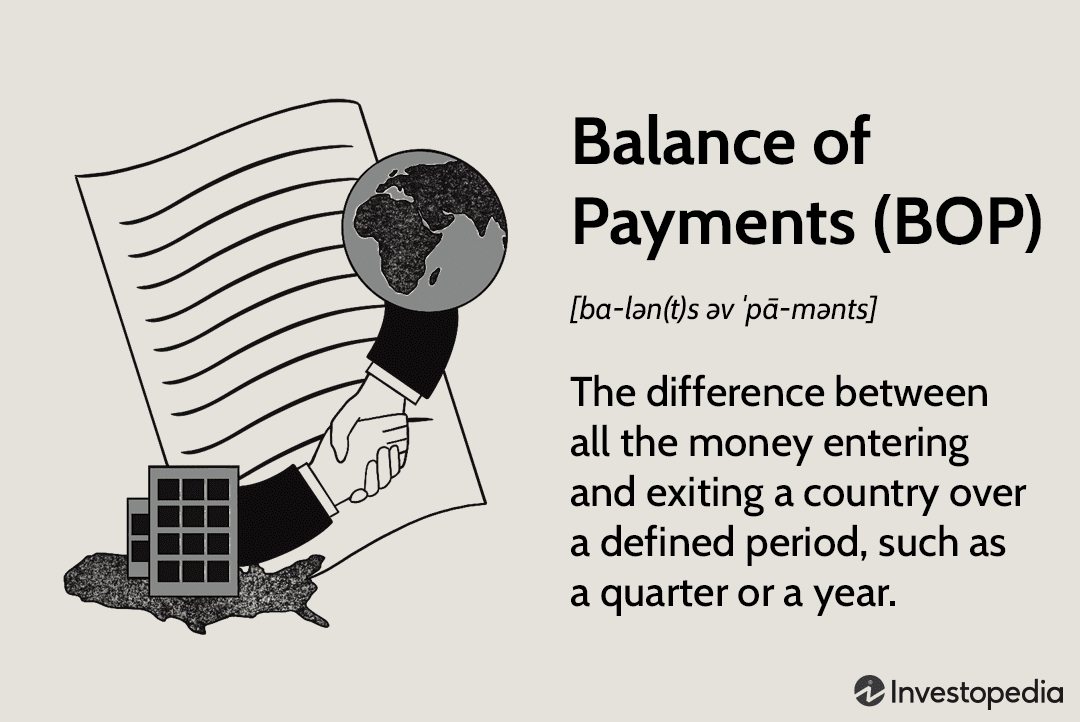 Balance of
Payments (BOP)
[bɑ-lən(t)s əv ˈpā-mənts]
The difference between
all the money entering
and exiting a country over
a defined period, such as
a quarter or a year.
Investopedia